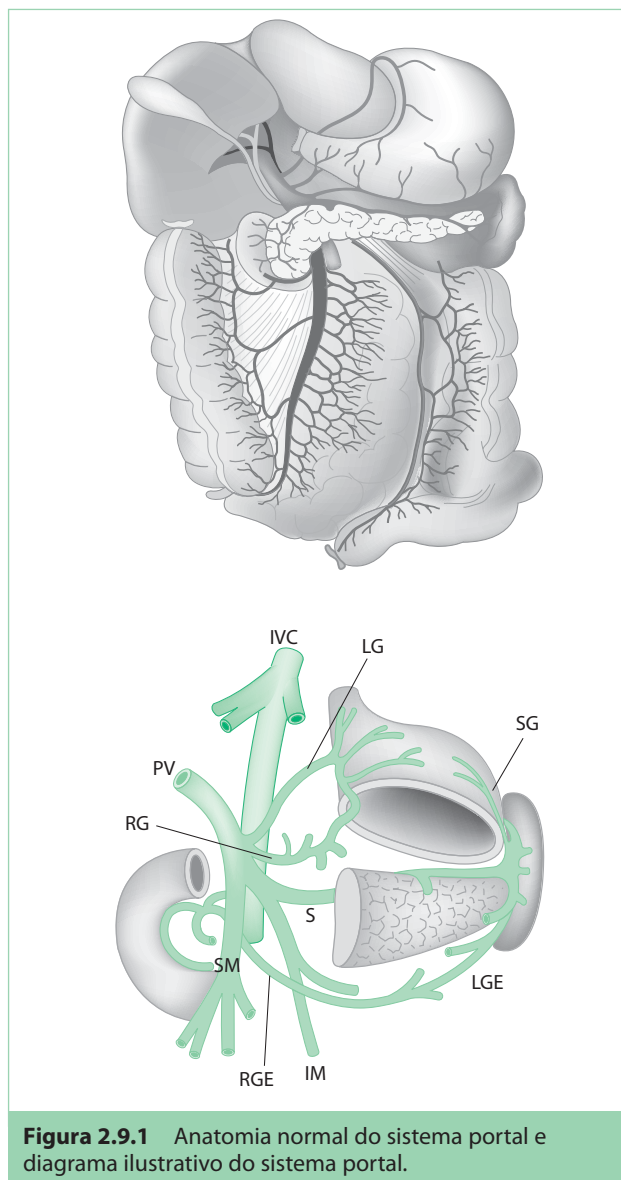 IVC
LG
SG
PV
RG
S
SM
LGE
RGE
IM
Figura 2.9.1 Anatomia normal do sistema portal e
diagrama ilustrativo do sistema portal.